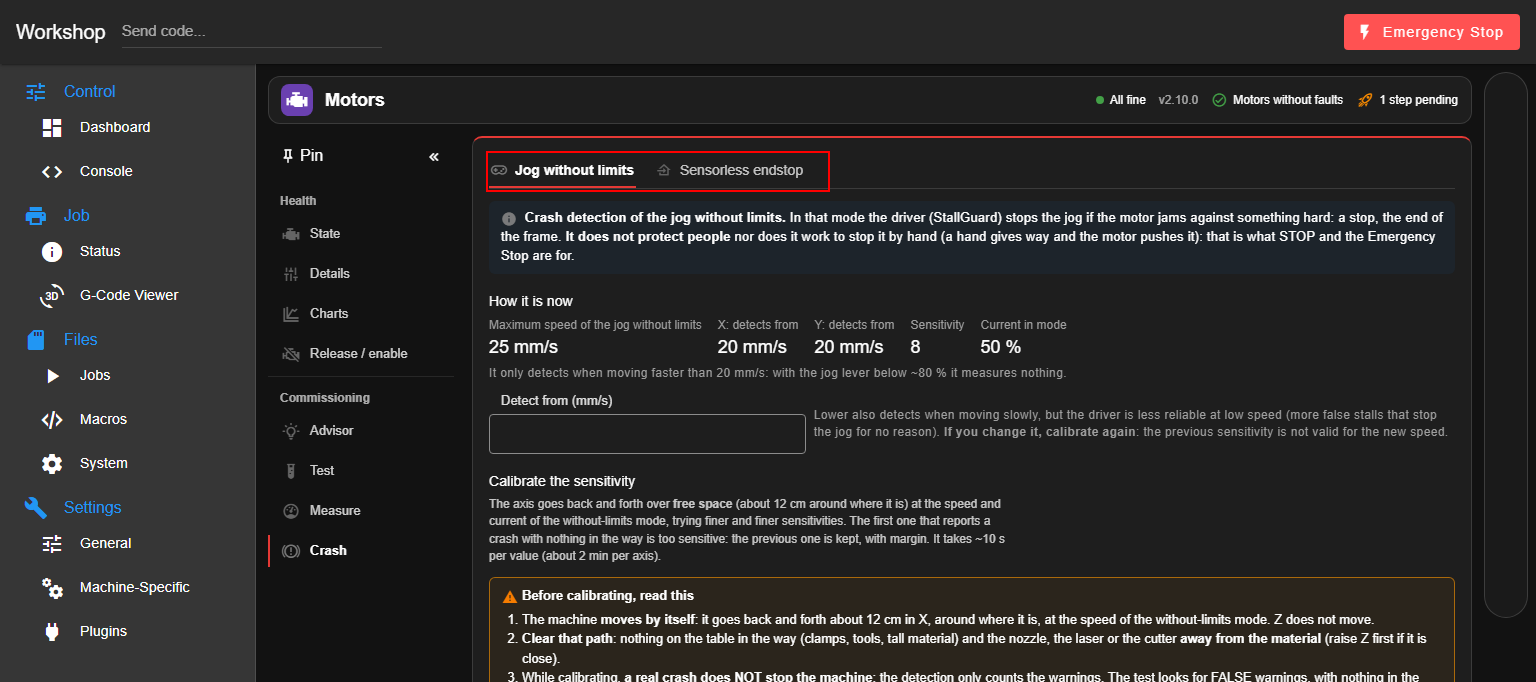 Workshop
Send code...
Emergency Stop
Control
Dashboard
Console
Job
Status
G-Code Viewer
Files
Jobs
Macros
System
Settings
General
Machine-Specific
Plugins
Motors
All fine
v2.10.0
Motors without faults
1 step pending
Pin
«
Health
State
Details
Charts
Release / enable
Commissioning
Advisor
Test
Measure
Crash
Jog without limits
Sensorless endstop
Crash detection of the jog without limits. In that mode the driver (StallGuard) stops the jog if the motor jams against something hard: a stop, the end of
the frame. It does not protect people nor does it work to stop it by hand (a hand gives way and the motor pushes it): that is what STOP and the Emergency
Stop are for.
How it is now
Maximum speed of the jog without limits
25 mm/s
X: detects from
20 mm/s
Y: detects from
20 mm/s
Sensitivity
8
Current in mode
50 %
It only detects when moving faster than 20 mm/s: with the jog lever below ~80 % it measures nothing.
Detect from (mm/s)
Lower also detects when moving slowly, but the driver is less reliable at low speed (more false stalls that stop
the jog for no reason). If you change it, calibrate again: the previous sensitivity is not valid for the new speed.
Calibrate the sensitivity
The axis goes back and forth over free space (about 12 cm around where it is) at the speed and
current of the without-limits mode, trying finer and finer sensitivities. The first one that reports a
crash with nothing in the way is too sensitive: the previous one is kept, with margin. It takes ~10 s
per value (about 2 min per axis).
Before calibrating, read this
1. The machine moves by itself: it goes back and forth about 12 cm in X, around where it is, at the speed of the without-limits mode. Z does not move.
2. Clear that path: nothing on the table in the way (clamps, tools, tall material) and the nozzle, the laser or the cutter away from the material (raise Z first if it is
close).
3. While calibrating, a real crash does NOT stop the machine: the detection only counts the warnings. The test looks for FALSE warnings, with nothing in the
3D